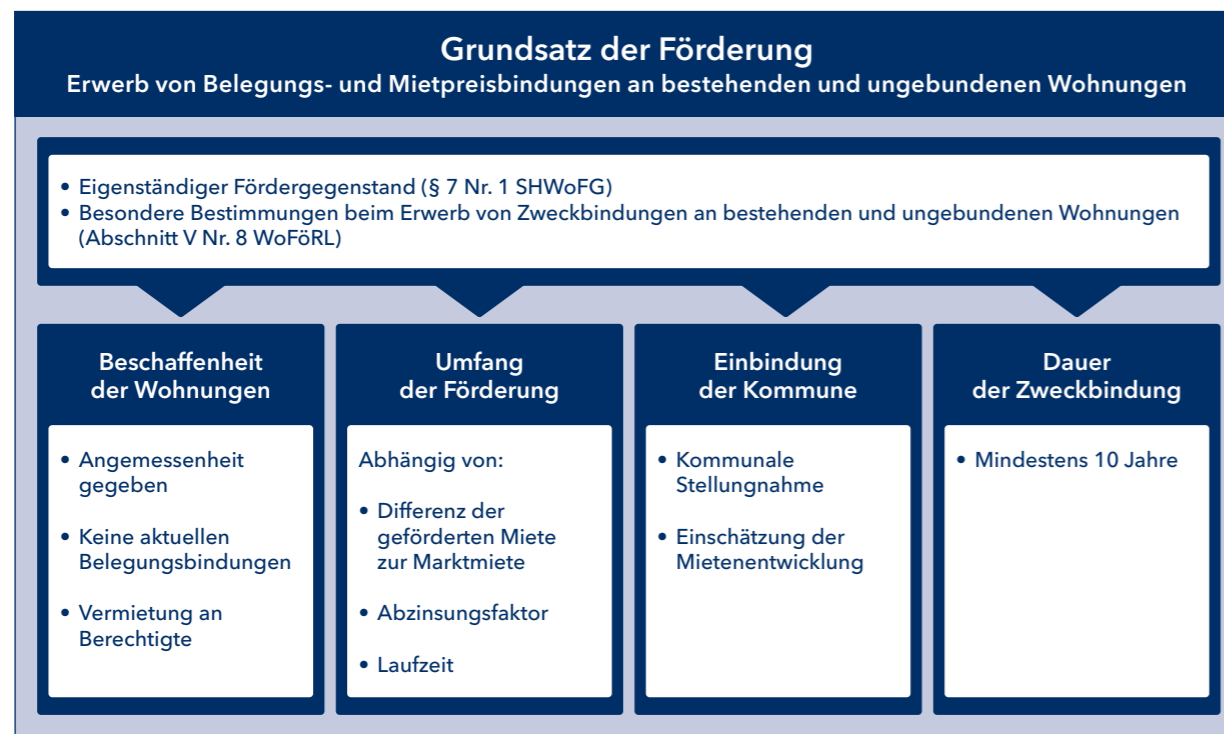 Grundsatz der Förderung
Erwerb von Belegungs- und Mietpreisbindungen an bestehenden und ungebundenen Wohnungen
• Eigenständiger Fördergegenstand (§ 7 Nr. 1 SHWoFG)
• Besondere Bestimmungen beim Erwerb von Zweckbindungen an bestehenden und ungebundenen Wohnungen
(Abschnitt V Nr. 8 WoFöRL)
Beschaffenheit
der Wohnungen
• Angemessenheit
gegeben
• Keine aktuellen
Belegungsbindungen
• Vermietung an
Berechtigte
Umfang
der Förderung
Abhängig von:
• Differenz der
geförderten Miete
zur Marktmiete
• Abzinsungsfaktor
• Laufzeit
Einbindung
der Kommune
• Kommunale
Stellungnahme
• Einschätzung der
Mietenentwicklung
Dauer
der Zweckbindung
• Mindestens 10 Jahre